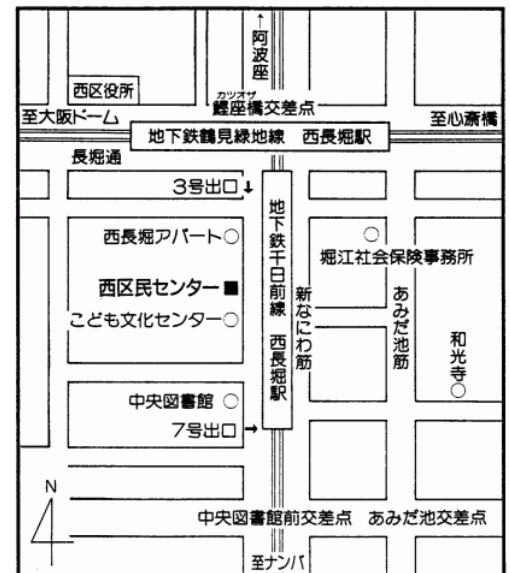 ↑阿波座
西区役所
カツオザ
鰹座橋交差点
至大阪ドーム
至心斎橋
地下鉄鶴見緑地線 西長堀駅
長堀通
3号出口↓
地下鉄千日前線 西長堀駅
西長堀アパート○
堀江社会保険事務所
西区民センター■
新なにわ筋
あみだ池筋
こども文化センター○
和光寺○
中央図書館 ○
7号出口→
N
中央図書館前交差点 あみだ池交差点
至ナンバ